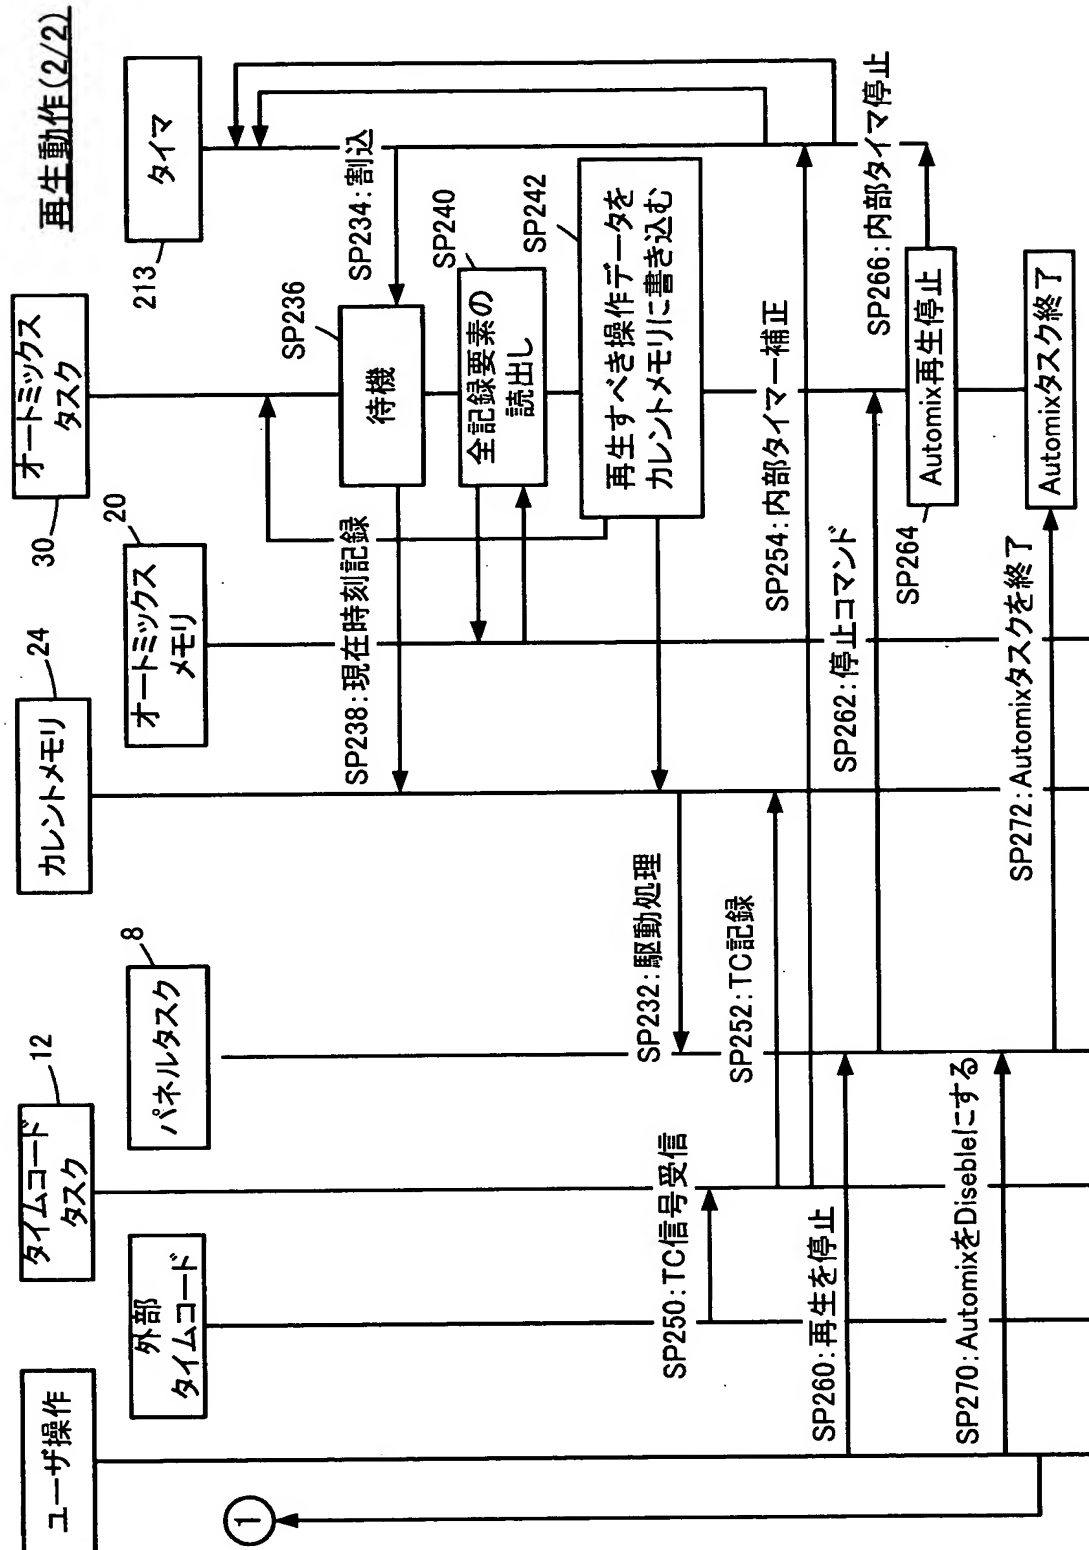 再生動作(2/2)
ユーザ操作
外部
タイムコード
タイムコード
タスク
12
パネルタスク
8
カレントメモリ
24
オートミックス
メモリ
20
オートミックス
タスク
30
タイマ
213
SP234:割込
SP236
待機
SP238:現在時刻記録
SP240
全記録要素の
読出し
SP242
再生すべき操作データを
カレントメモリに書き込む
SP232:駆動処理
SP250:TC信号受信
SP252:TC記録
SP254:内部タイマー補正
SP260:再生を停止
SP262:停止コマンド
SP264
Automix再生停止
SP266:内部タイマ停止
SP270:AutomixをDisebleにする
SP272:Automixタスクを終了
Automixタスク終了
1